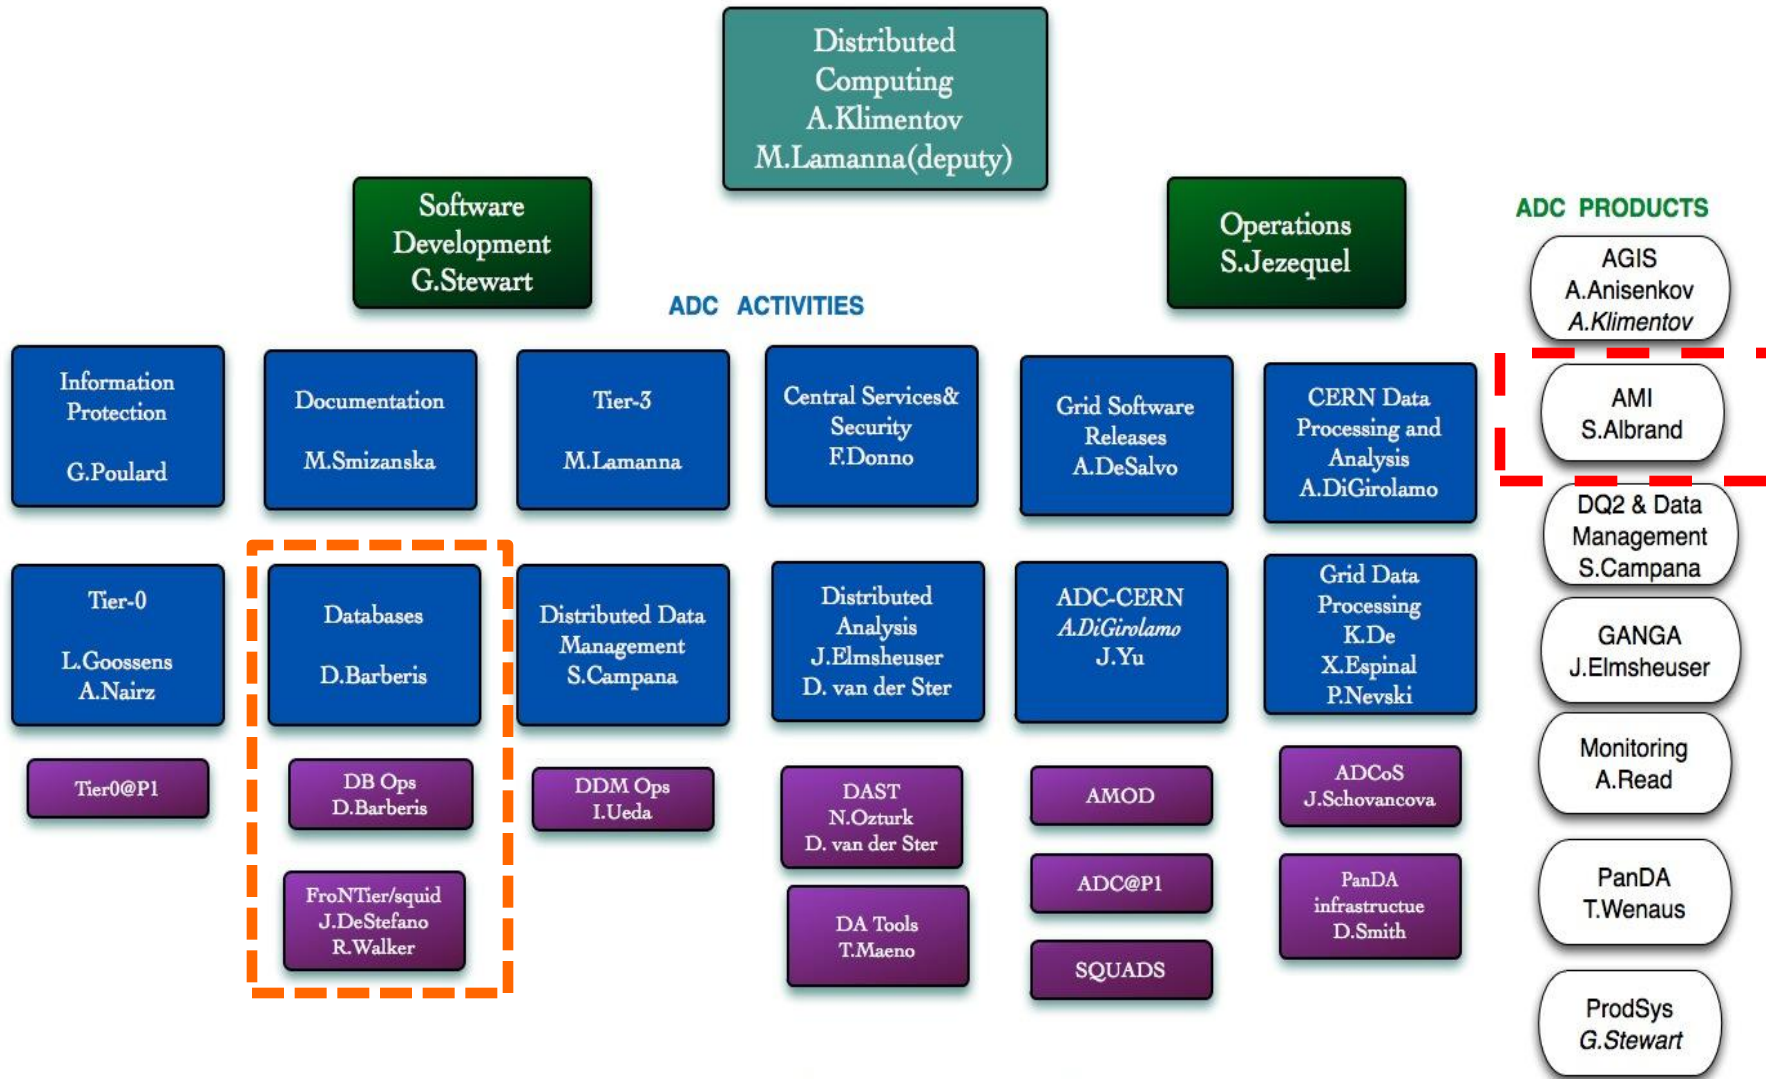 Distributed
Computing
A.Klimentov
M.Lamanna(deputy)
Software
Development
G.Stewart
Operations
S.Jezequel
ADC ACTIVITIES
Information
Protection
G.Poulard
Documentation
M.Smizanska
Tier-3
M.Lamanna
Central Services&
Security
F.Donno
Grid Software
Releases
A.DeSalvo
CERN Data
Processing and
Analysis
A.DiGirolamo
Tier-0
L.Goossens
A.Nairz
Databases
D.Barberis
Distributed Data
Management
S.Campana
Distributed
Analysis
J.Elmsheuser
D. van der Ster
ADC-CERN
A.DiGirolamo
J.Yu
Grid Data
Processing
K.De
X.Espinal
P.Nevski
Tier0@P1
DB Ops
D.Barberis
DDM Ops
I.Ueda
DAST
N.Ozturk
D. van der Ster
AMOD
ADCoS
J.Schovancova
FroNTier/squid
J.DeStefano
R.Walker
DA Tools
T.Maeno
ADC@P1
SQUADS
PanDA
infrastructue
D.Smith
ADC PRODUCTS
AGIS
A.Anisenkov
A.Klimentov
AMI
S.Albrand
DQ2 & Data
Management
S.Campana
GANGA
J.Elmsheuser
Monitoring
A.Read
PanDA
T.Wenaus
ProdSys
G.Stewart